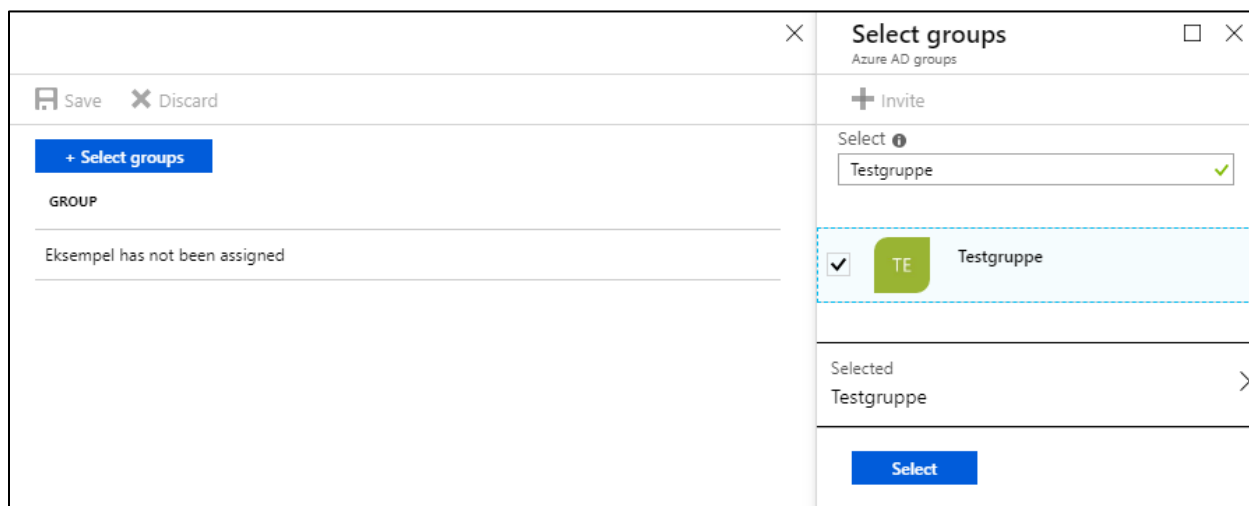 Save
Discard
+ Select groups
GROUP
Eksempel has not been assigned
Select groups
Azure AD groups
Invite
Select
Testgruppe
TE
Testgruppe
Selected
Testgruppe
Select